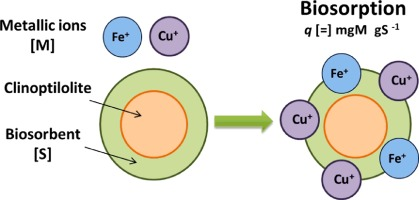 Metallic ions
[M]
Fe⁺
Cu⁺
Clinoptilolite
Biosorbent
[S]
Biosorption
q [=] mgM gS ⁻¹
Fe⁺
Cu⁺
Cu⁺
Fe⁺
Cu⁺